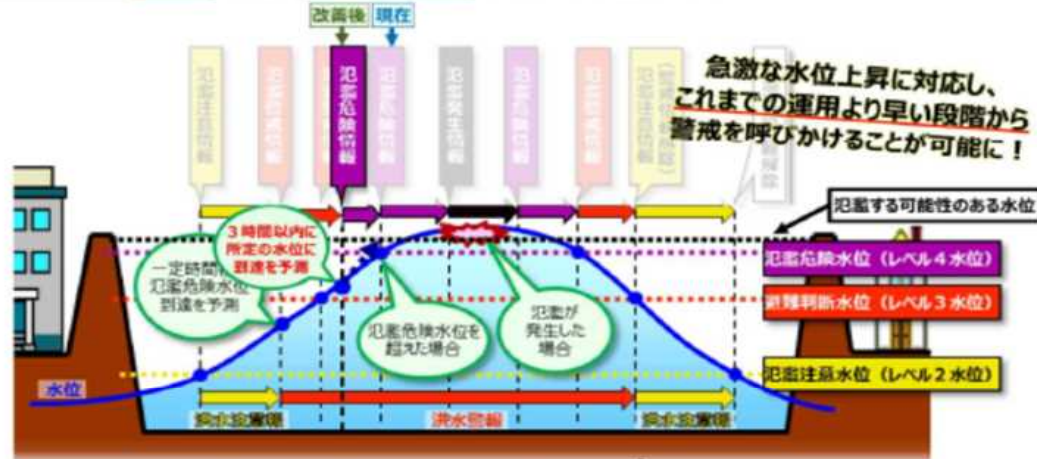 改善後
現在
氾濫注意情報
氾濫警戒情報
氾濫危険情報
氾濫危険情報
氾濫発生情報
氾濫危険情報
氾濫警戒情報
急激な水位上昇に対応し、
これまでの運用より早い段階から
警戒を呼びかけることが可能に！
氾濫する可能性のある水位
3時間以内に
所定の水位に
到達を予測
一定時間
氾濫危険水位
到達を予測
氾濫危険水位（レベル4水位）
避難判断水位（レベル3水位）
氾濫危険水位を
超えた場合
氾濫が
発生した
場合
氾濫注意水位（レベル2水位）
水位
洪水注意報
洪水警報
洪水注意報